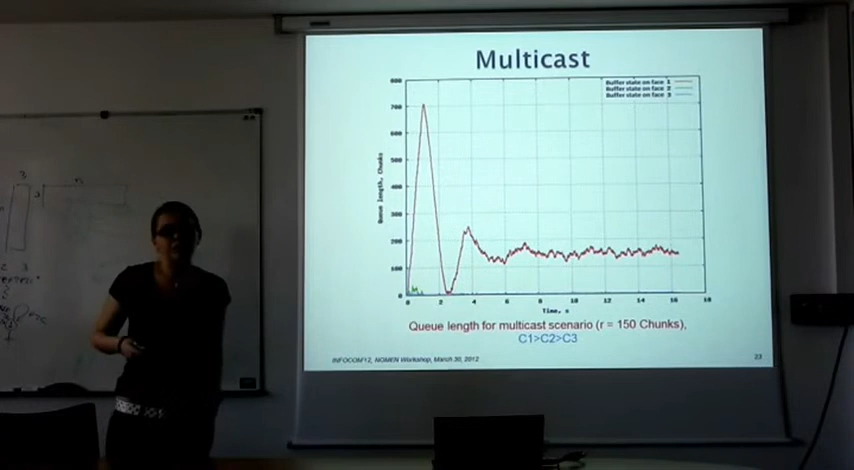 Multicast
Buffer state on face 1
Buffer state on face 2
Buffer state on face 3
800
700
600
500
400
300
200
100
0
Queue length, Chunks
0 2 4 6 8 10 12 14 16 18
Time, s
Queue length for multicast scenario (r = 150 Chunks),
C1>C2>C3
INFOCOM'12, NOMEN Workshop, March 30, 2012
23
3
3